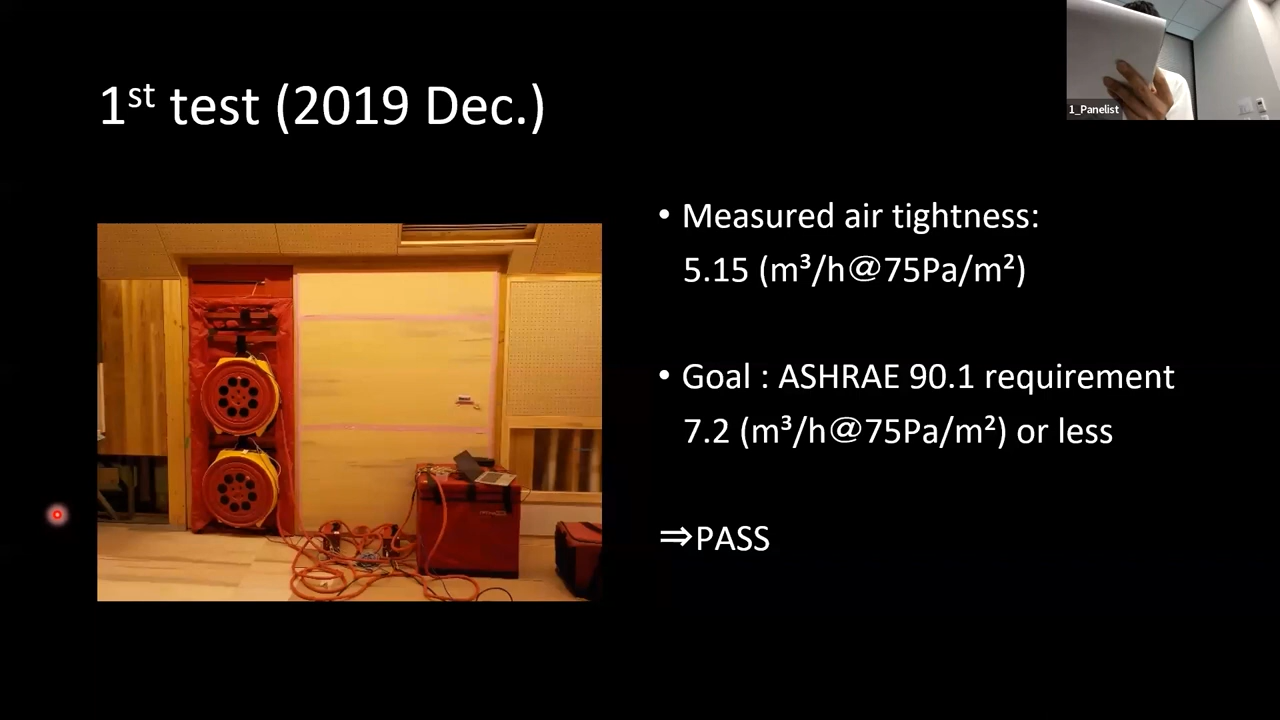 1st test (2019 Dec.)
1_Panelist
• Measured air tightness:
5.15 (m³/h@75Pa/m²)
• Goal : ASHRAE 90.1 requirement
7.2 (m³/h@75Pa/m²) or less
⇒PASS